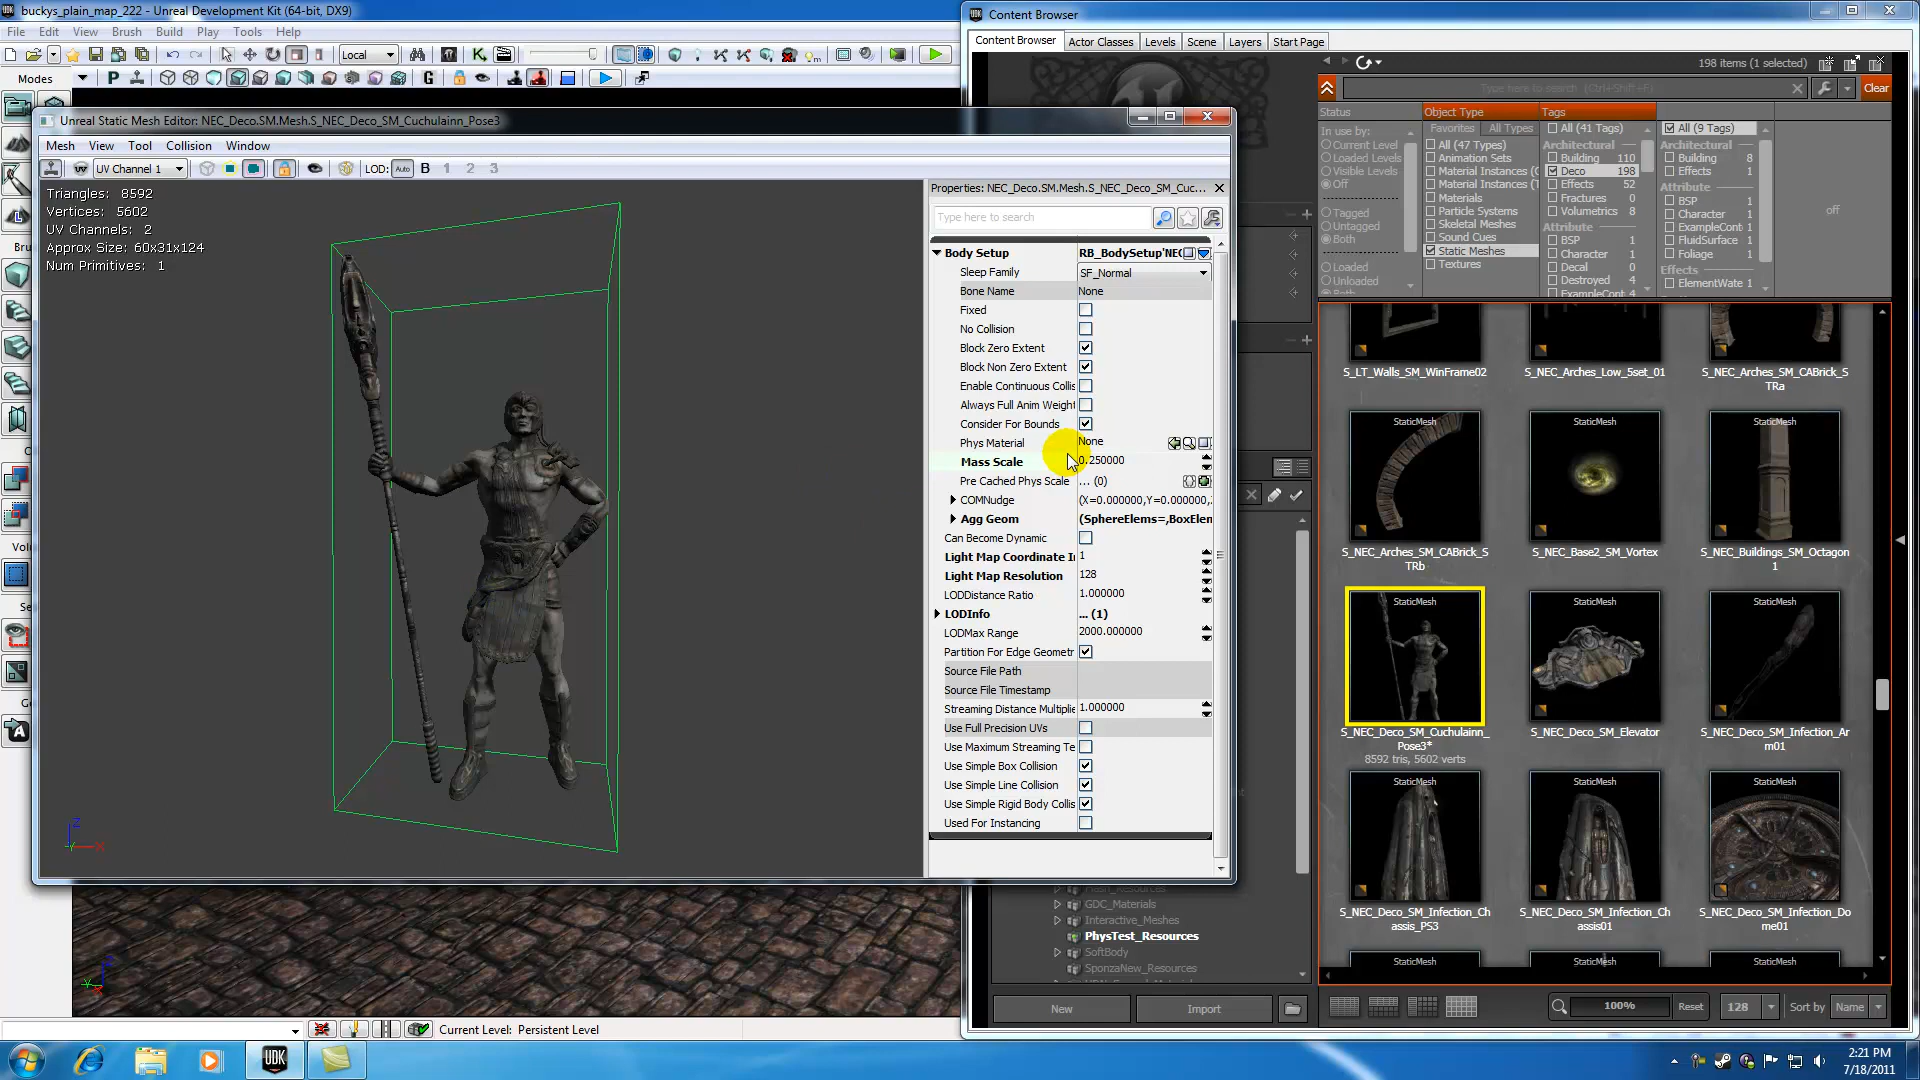 buckys_plain_map_222 - Unreal Development Kit (64-bit, DX9)
File Edit View Brush Build Play Tools Help
Local
Modes
P
G
Unreal Static Mesh Editor: NEC_Deco.SM.Mesh.S_NEC_Deco_SM_Cuchulainn_Pose3
Mesh View Tool Collision Window
UV Channel 1
LOD: Auto B 1 2 3
Triangles: 8592
Vertices: 5602
UV Channels: 2
Approx Size: 60x31x124
Num Primitives: 1
Properties: NEC_Deco.SM.Mesh.S_NEC_Deco_SM_Cuc...
Type here to search
Body Setup RB_BodySetup'NEC
Sleep Family SF_Normal
Bone Name None
Fixed
No Collision
Block Zero Extent
Block Non Zero Extent
Enable Continuous Collis
Always Full Anim Weight
Consider For Bounds
Phys Material None
Mass Scale 0.250000
Pre Cached Phys Scale ... (0)
COMNudge (X=0.000000,Y=0.000000,
Agg Geom (SphereElems=,BoxElem
Can Become Dynamic
Light Map Coordinate I 1
Light Map Resolution 128
LODDistance Ratio 1.000000
LODInfo ... (1)
LODMax Range 2000.000000
Partition For Edge Geometr
Source File Path
Source File Timestamp
Streaming Distance Multiplie 1.000000
Use Full Precision UVs
Use Maximum Streaming Te
Use Simple Box Collision
Use Simple Line Collision
Use Simple Rigid Body Collis
Used For Instancing
Current Level: Persistent Level
Content Browser
Content Browser Actor Classes Levels Scene Layers Start Page
198 items (1 selected)
Type here to search (Ctrl+Shift+F)
Clear
Status
In use by:
Current Level
Loaded Levels
Visible Levels
Off
Tagged
Untagged
Both
Loaded
Unloaded
Both
Object Type
Favorites All Types
All (47 Types)
Animation Sets
Material Instances (
Material Instances (
Materials
Particle Systems
Skeletal Meshes
Sound Cues
Static Meshes
Textures
Tags
All (41 Tags)
Architectural
Building 110
Deco 198
Effects 52
Fractures 0
Volumetrics 8
Attribute
BSP 1
Character 1
Decal 0
Destroyed 4
ExampleCont 4
All (9 Tags)
Architectural
Building 8
Effects 1
Attribute
BSP 1
Character 1
ExampleCont 1
FluidSurface 1
Foliage 1
Effects
ElementWate 1
off
S_LT_Walls_SM_WinFrame02
S_NEC_Arches_Low_5set_01
S_NEC_Arches_SM_CABrick_S
TRa
StaticMesh
StaticMesh
StaticMesh
S_NEC_Arches_SM_CABrick_S
TRb
S_NEC_Base2_SM_Vortex
S_NEC_Buildings_SM_Octagon
1
StaticMesh
StaticMesh
StaticMesh
S_NEC_Deco_SM_Cuchulainn_
Pose3*
8592 tris, 5602 verts
S_NEC_Deco_SM_Elevator
S_NEC_Deco_SM_Infection_Ar
m01
StaticMesh
StaticMesh
StaticMesh
S_NEC_Deco_SM_Infection_Ch
assis_PS3
S_NEC_Deco_SM_Infection_Ch
assis01
S_NEC_Deco_SM_Infection_Do
me01
StaticMesh
StaticMesh
StaticMesh
GDC_Materials
Interactive_Meshes
PhysTest_Resources
SoftBody
SponzaNew_Resources
New
Import
100%
Reset
128
Sort by Name
2:21 PM
7/18/2011